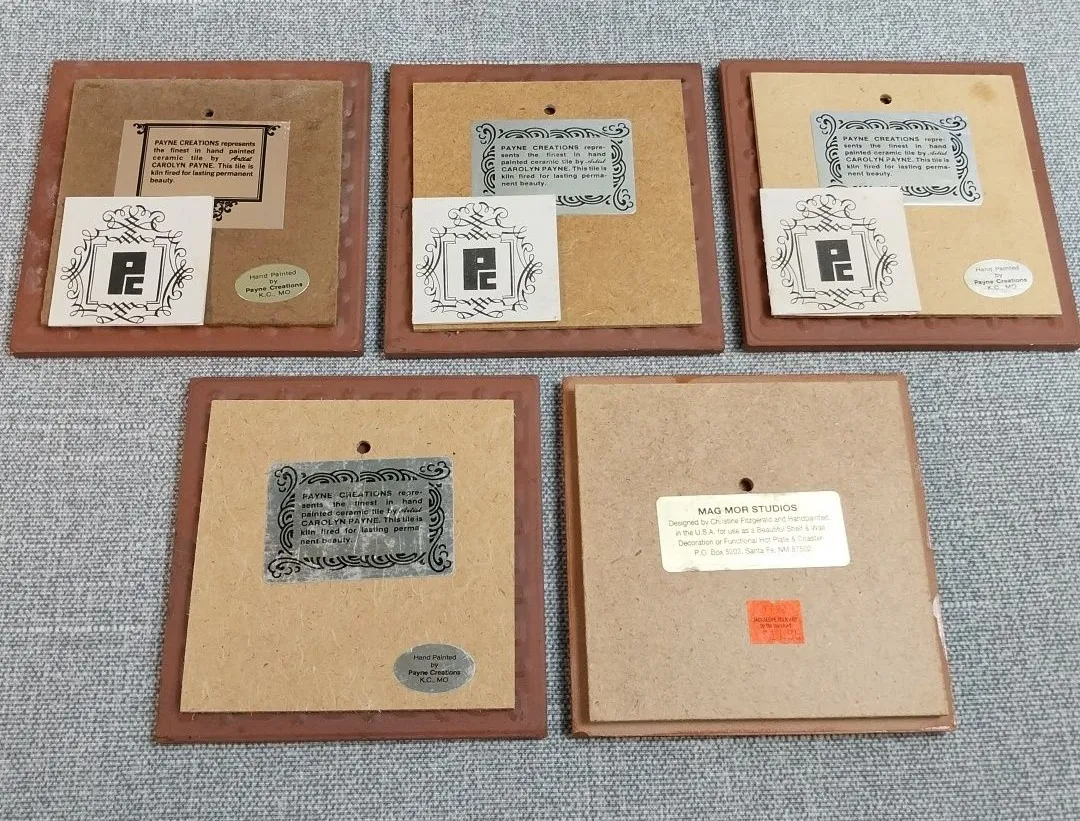 PAYNE CREATIONS represents
the finest in hand painted
ceramic tile by Artist
CAROLYN PAYNE. This tile is
kiln fired for lasting permanent
beauty.
PC
Hand Painted
by
Payne Creations
K.C., MO
PAYNE CREATIONS repre-
sents the finest in hand
painted ceramic tile by Artist
CAROLYN PAYNE. This tile is
kiln fired for lasting perma-
nent beauty.
PC
PAYNE CREATIONS repre-
sents the finest in hand
painted ceramic tile by Artist
CAROLYN PAYNE. This tile is
kiln fired for lasting perma-
nent beauty.
PC
Hand Painted
by
Payne Creations
K.C., MO
PAYNE CREATIONS repre-
sents the finest in hand
painted ceramic tile by Artist
CAROLYN PAYNE. This tile is
kiln fired for lasting perma-
nent beauty.
Hand Painted
by
Payne Creations
K.C., MO
MAG MOR STUDIOS
Designed by Christine Fitzgerald and Handpainted
in the U.S.A. for use as a Beautiful Shelf & Wall
Decoration or Functional Hot Plate & Coaster
P.O. Box Santa Fe, NM